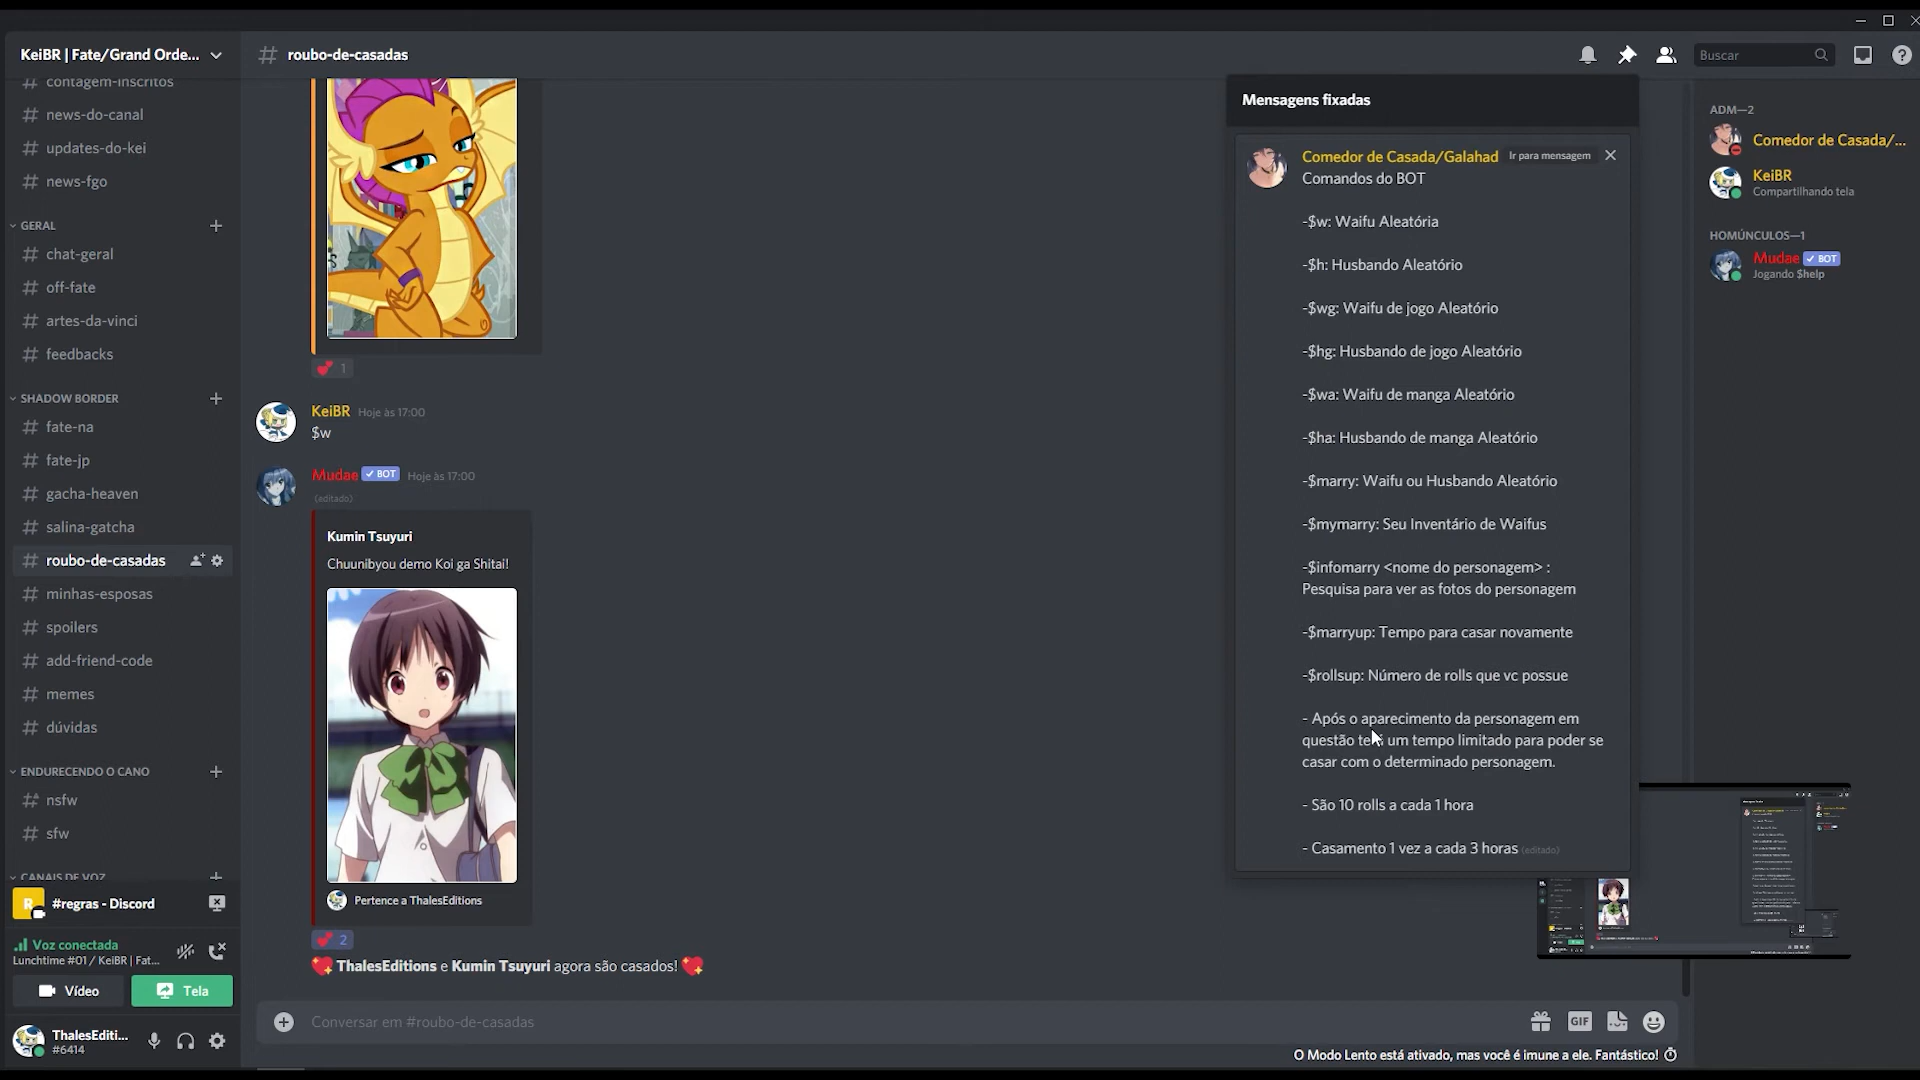 KeiBR | Fate/Grand Orde...
# contagem-inscritos
# news-do-canal
# updates-do-kei
# news-fgo
GERAL
# chat-geral
# off-fate
# artes-da-vinci
# feedbacks
SHADOW BORDER
# fate-na
# fate-jp
# gacha-heaven
# salina-gatcha
# roubo-de-casadas
# minhas-esposas
# spoilers
# add-friend-code
# memes
# dúvidas
ENDURECENDO O CANO
# nsfw
# sfw
CANAIS DE VOZ
R
#regras - Discord
Voz conectada
Lunchtime #01 / KeiBR | Fat...
Vídeo
Tela
ThalesEditi...
#6414
# roubo-de-casadas
Buscar
1
KeiBR Hoje às 17:00
$w
Mudae BOT Hoje às 17:00
(editado)
Kumin Tsuyuri
Chuunibyou demo Koi ga Shitai!
Pertence a ThalesEditions
2
ThalesEditions e Kumin Tsuyuri agora são casados!
Conversar em #roubo-de-casadas
GIF
O Modo Lento está ativado, mas você é imune a ele. Fantástico!
Mensagens fixadas
Comedor de Casada/Galahad Ir para mensagem
Comandos do BOT
-$w: Waifu Aleatória
-$h: Husbando Aleatório
-$wg: Waifu de jogo Aleatório
-$hg: Husbando de jogo Aleatório
-$wa: Waifu de manga Aleatório
-$ha: Husbando de manga Aleatório
-$marry: Waifu ou Husbando Aleatório
-$mymarry: Seu Inventário de Waifus
-$infomarry <nome do personagem> :
Pesquisa para ver as fotos do personagem
-$marryup: Tempo para casar novamente
-$rollsup: Número de rolls que vc possue
- Após o aparecimento da personagem em
questão um tempo limitado para poder se
casar com o determinado personagem.
- São 10 rolls a cada 1 hora
- Casamento 1 vez a cada 3 horas (editado)
ADM—2
Comedor de Casada/...
KeiBR
Compartilhando tela
HOMÚNCULOS—1
Mudae BOT
Jogando $help